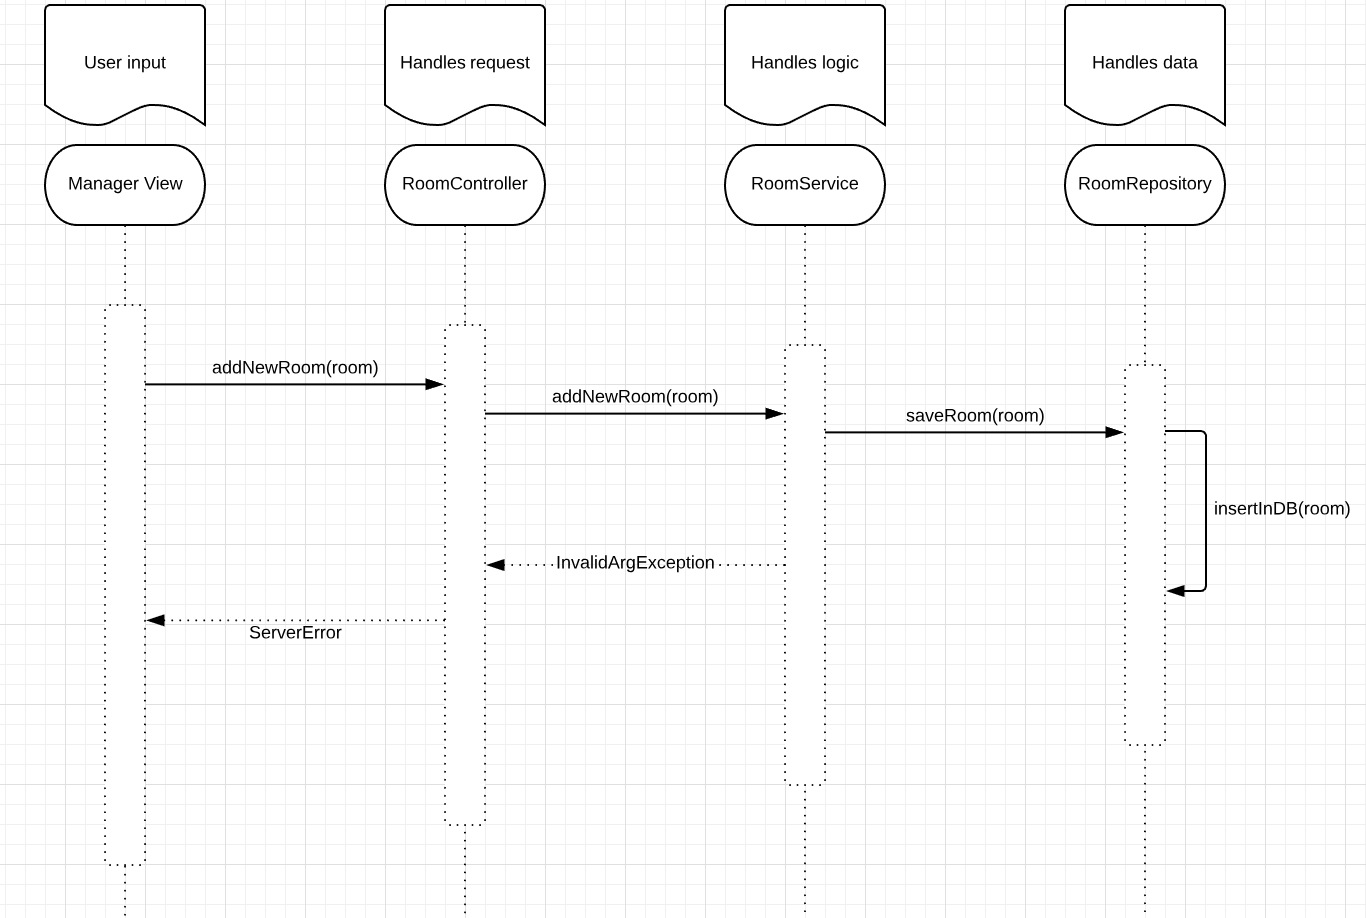 User input
Handles request
Handles logic
Handles data
Manager View
RoomController
RoomService
RoomRepository
addNewRoom(room)
addNewRoom(room)
saveRoom(room)
insertInDB(room)
InvalidArgException
ServerError